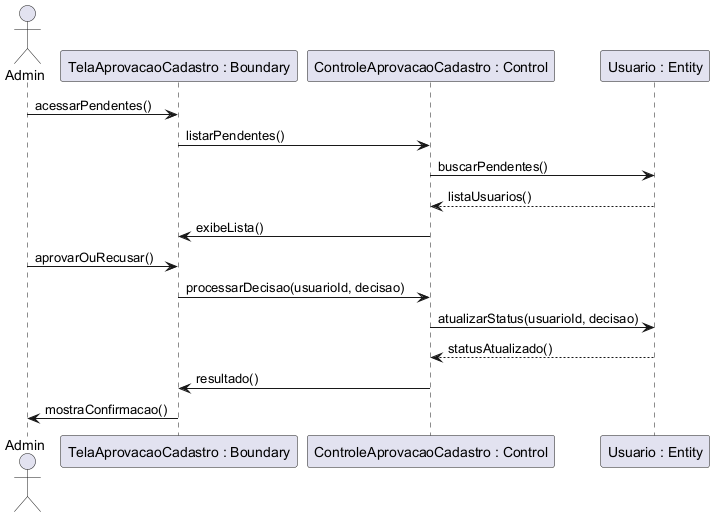 Admin
TelaAprovacaoCadastro : Boundary
ControleAprovacaoCadastro : Control
Usuario : Entity
acessarPendentes()
listarPendentes()
buscarPendentes()
listaUsuarios()
exibeLista()
aprovarOuRecusar()
processarDecisao(usuarioId, decisao)
atualizarStatus(usuarioId, decisao)
statusAtualizado()
resultado()
mostraConfirmacao()
Admin
TelaAprovacaoCadastro : Boundary
ControleAprovacaoCadastro : Control
Usuario : Entity